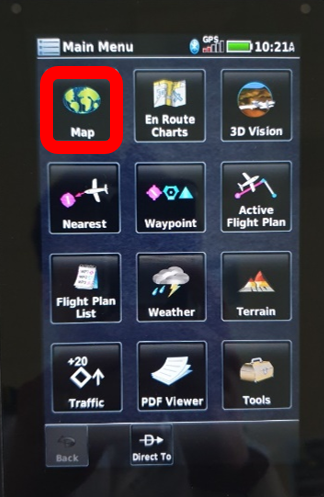 Main Menu GPS 10:21A
Map
En Route
Charts
3D Vision
Nearest
Waypoint
Active
Flight Plan
Flight Plan
List
Weather
Terrain
+20
Traffic
PDF Viewer
Tools
Back
D
Direct To